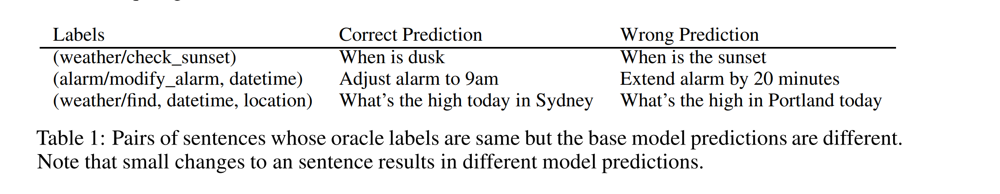 Labels Correct Prediction Wrong Prediction
(weather/check_sunset) When is dusk When is the sunset
(alarm/modify_alarm, datetime) Adjust alarm to 9am Extend alarm by 20 minutes
(weather/find, datetime, location) What's the high today in Sydney What's the high in Portland today
Table 1: Pairs of sentences whose oracle labels are same but the base model predictions are different.
Note that small changes to an sentence results in different model predictions.